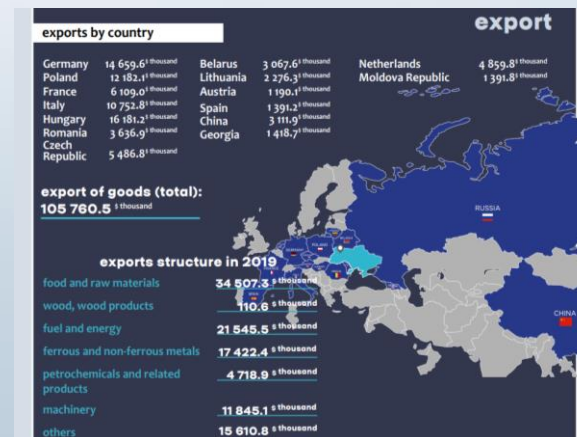 export
exports by country
Germany 14 659.6 $ thousand
Poland 12 182.1 $ thousand
France 6 109.0 $ thousand
Italy 10 752.8 $ thousand
Hungary 16 181.2 $ thousand
Romania 3 636.9 $ thousand
Czech
Republic 5 486.8 $ thousand
Belarus 3 067.6 $ thousand
Lithuania 2 276.3 $ thousand
Austria 1 190.1 $ thousand
Spain 1 391.2 $ thousand
China 3 111.9 $ thousand
Georgia 1 418.7 $ thousand
Netherlands 4 859.8 $ thousand
Moldova Republic 1 391.8 $ thousand
export of goods (total):
105 760.5 $ thousand
exports structure in 2019
food and raw materials 34 507.3 $ thousand
wood, wood products 110.6 $ thousand
fuel and energy 21 545.5 $ thousand
ferrous and non-ferrous metals 17 422.4 $ thousand
petrochemicals and related
products 4 718.9 $ thousand
machinery 11 845.1 $ thousand
others 15 610.8 $ thousand
RUSSIA
CHINA
POLAND
GERMANY